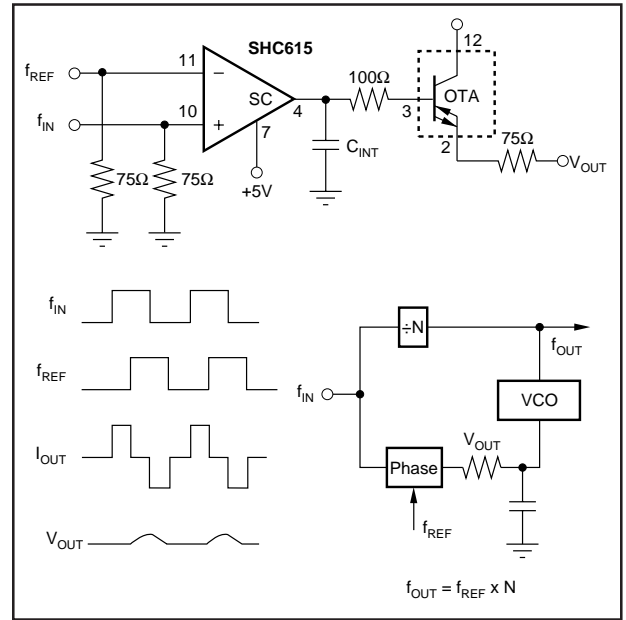 SHC615
12
fREF
11
−
100Ω
OTA
SC
4
3
fIN
10
+
7
CINT
2
75Ω
75Ω
75Ω
VOUT
+5V
fIN
÷N
fOUT
fREF
fIN
VCO
IOUT
VOUT
Phase
VOUT
fREF
fOUT = fREF x N